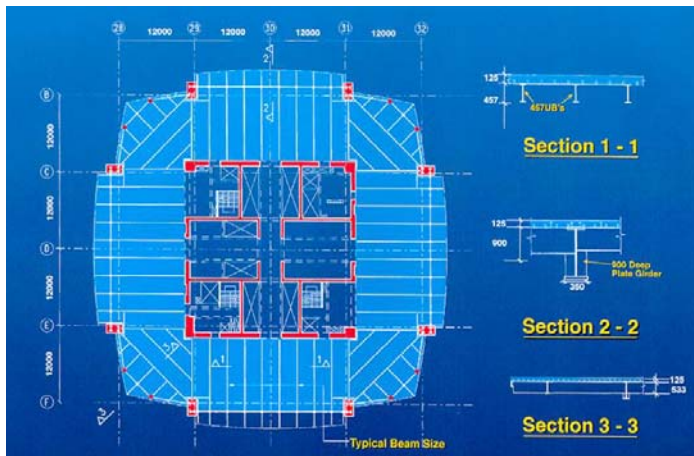 28
29
30
31
32
12000
12000
12000
12000
2
2
B
C
D
E
F
12000
12000
12000
12000
3
3
1
1
Typical Beam Size
125
457
457UB's
Section 1 - 1
125
900
900 Deep
Plate Girder
350
Section 2 - 2
125
533
Section 3 - 3